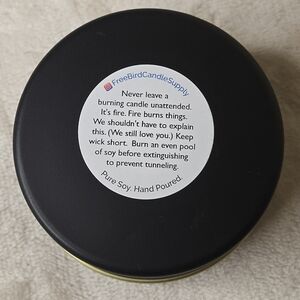 FreeBirdCandleSupply
Never leave a
burning candle unattended.
It's fire. Fire burns things.
We shouldn't have to explain
this. (We still love you.) Keep
wick short. Burn an even pool
of soy before extinguishing
to prevent tunneling.
Pure Soy. Hand Poured.